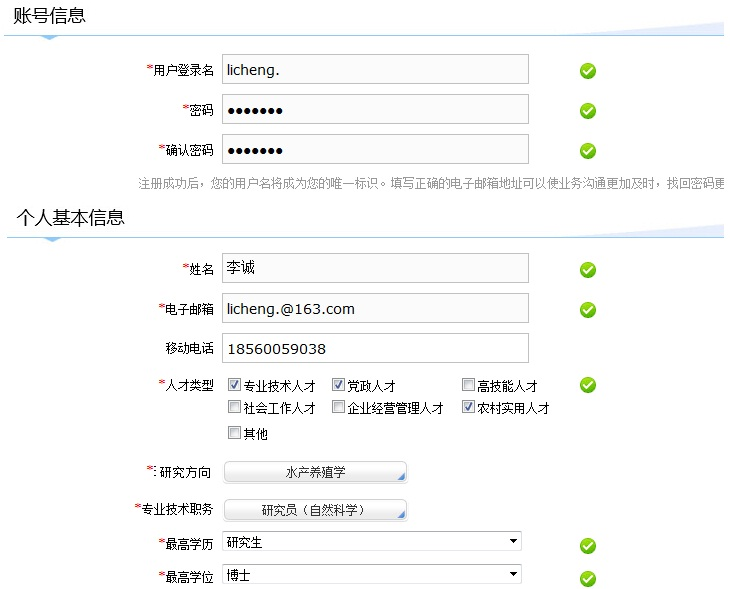 账号信息
*用户登录名 licheng.
*密码 ●●●●●●●
*确认密码 ●●●●●●●
注册成功后，您的用户名将成为您的唯一标识。填写正确的电子邮箱地址可以使业务沟通更加及时，找回密码更
个人基本信息
*姓名 李诚
*电子邮箱 licheng.@163.com
移动电话 18560059038
*人才类型 专业技术人才 党政人才 高技能人才
社会工作人才 企业经营管理人才 农村实用人才
其他
*研究方向 水产养殖学
*专业技术职务 研究员（自然科学）
*最高学历 研究生
*最高学位 博士